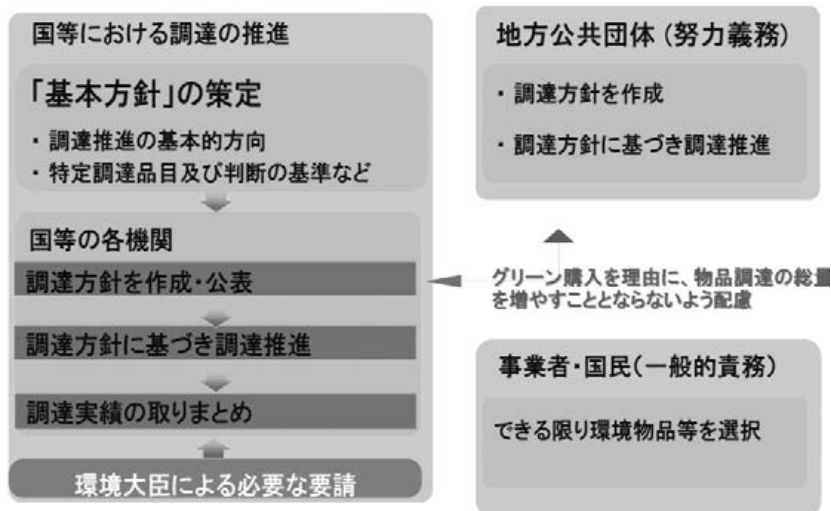 国等における調達の推進
「基本方針」の策定
・調達推進の基本的方向
・特定調達品目及び判断の基準など
国等の各機関
調達方針を作成・公表
調達方針に基づき調達推進
調達実績の取りまとめ
環境大臣による必要な要請
地方公共団体(努力義務)
・調達方針を作成
・調達方針に基づき調達推進
グリーン購入を理由に、物品調達の総量
を増やすこととならないよう配慮
事業者・国民(一般的責務)
できる限り環境物品等を選択